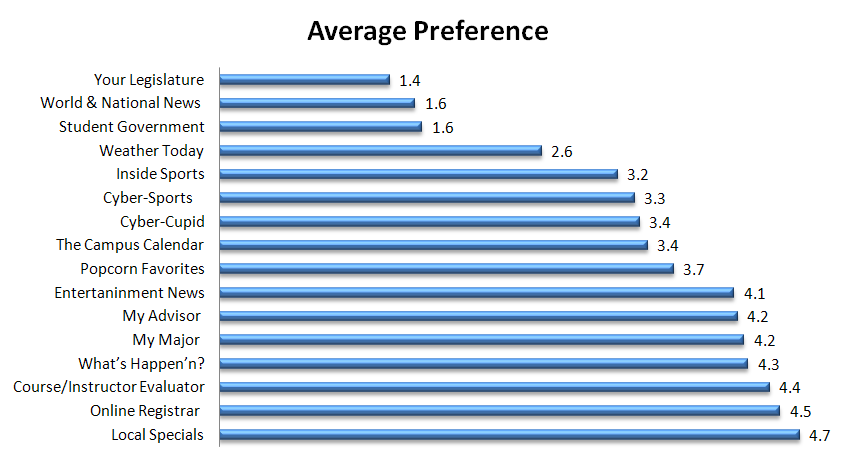 Average Preference
Your Legislature 1.4
World & National News 1.6
Student Government 1.6
Weather Today 2.6
Inside Sports 3.2
Cyber-Sports 3.3
Cyber-Cupid 3.4
The Campus Calendar 3.4
Popcorn Favorites 3.7
Entertaninment News 4.1
My Advisor 4.2
My Major 4.2
What’s Happen’n? 4.3
Course/Instructor Evaluator 4.4
Online Registrar 4.5
Local Specials 4.7